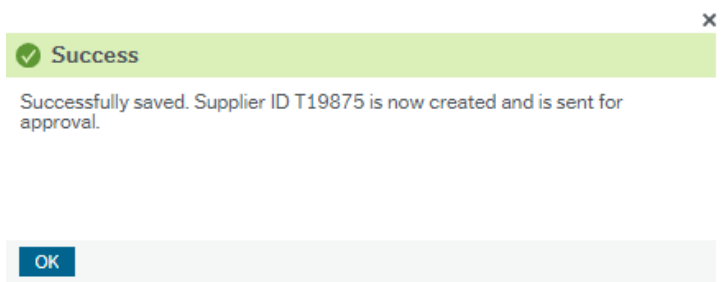 Success
Successfully saved. Supplier ID T19875 is now created and is sent for
approval.
OK